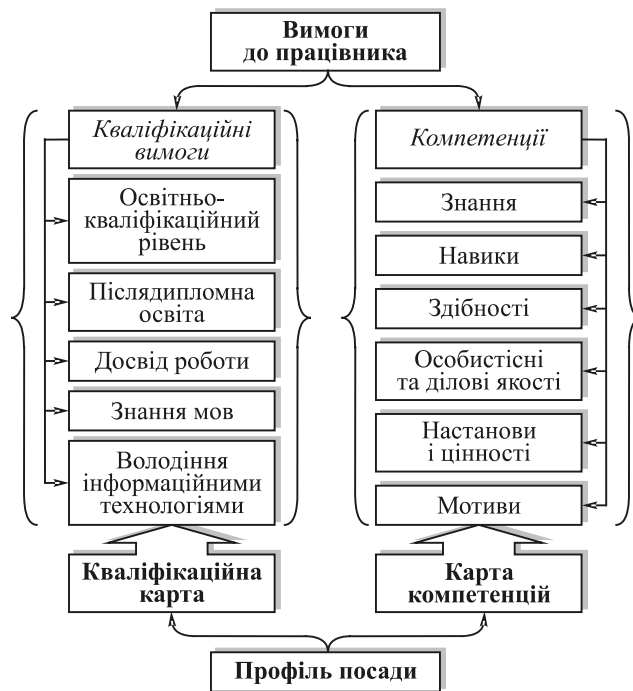 Вимоги
до працівника
Кваліфікаційні
вимоги
Освітньо-
кваліфікаційний
рівень
Післядипломна
освіта
Досвід роботи
Знання мов
Володіння
інформаційними
технологіями
Кваліфікаційна
карта
Компетенції
Знання
Навики
Здібності
Особистісні
та ділові якості
Настанови
і цінності
Мотиви
Карта
компетенцій
Профіль посади